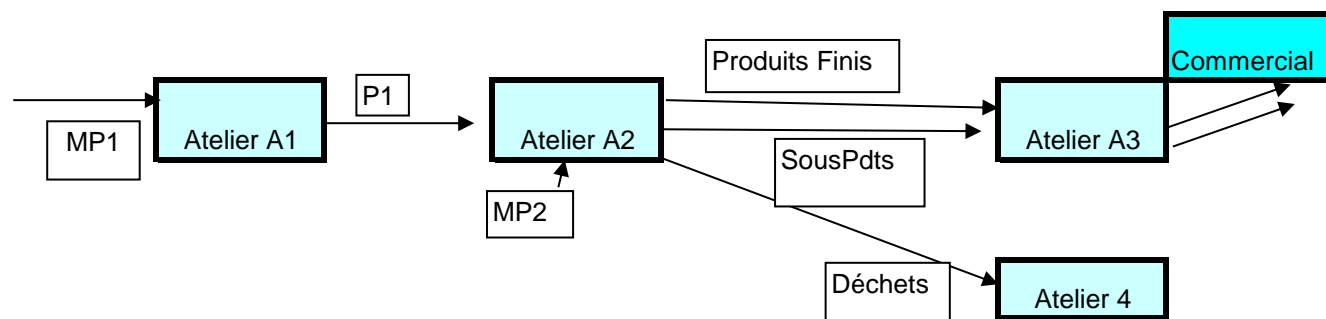 Produits Finis
Commercial
P1
MP1
Atelier A1
Atelier A2
Atelier A3
SousPdts
MP2
Déchets
Atelier 4